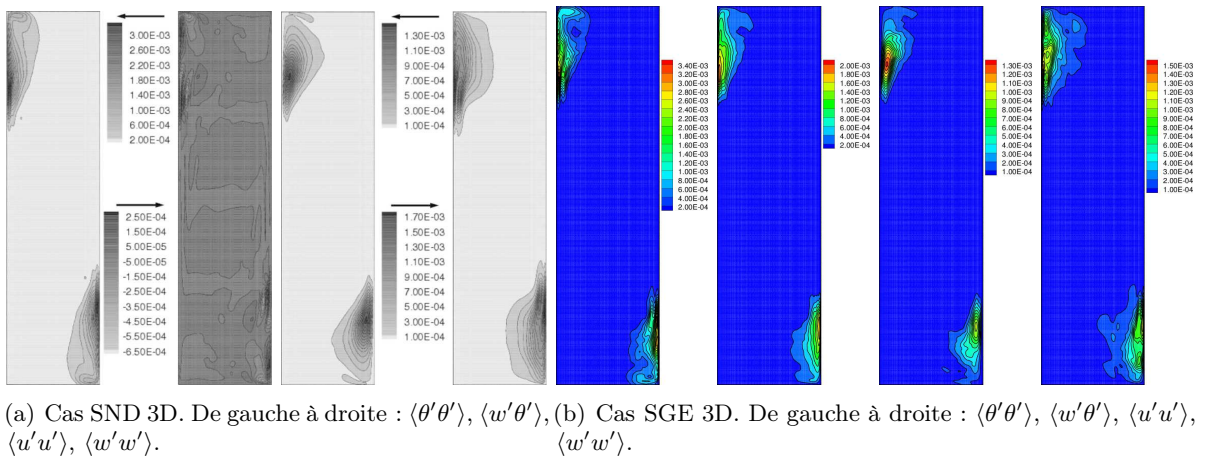 3.00E-03
2.60E-03
2.20E-03
1.80E-03
1.40E-03
1.00E-03
6.00E-04
2.00E-04
2.50E-04
1.50E-04
5.00E-05
-5.00E-05
-1.50E-04
-2.50E-04
-3.50E-04
-4.50E-04
-5.50E-04
-6.50E-04
1.30E-03
1.10E-03
9.00E-04
7.00E-04
5.00E-04
3.00E-04
1.00E-04
1.70E-03
1.50E-03
1.30E-03
1.10E-03
9.00E-04
7.00E-04
5.00E-04
3.00E-04
1.00E-04
3.40E-03
3.20E-03
3.00E-03
2.80E-03
2.60E-03
2.40E-03
2.20E-03
2.00E-03
1.80E-03
1.60E-03
1.40E-03
1.20E-03
1.00E-03
8.00E-04
6.00E-04
4.00E-04
2.00E-04
2.00E-03
1.80E-03
1.60E-03
1.40E-03
1.20E-03
1.00E-03
8.00E-04
6.00E-04
4.00E-04
2.00E-04
1.30E-03
1.20E-03
1.10E-03
1.00E-03
9.00E-04
8.00E-04
7.00E-04
6.00E-04
5.00E-04
4.00E-04
3.00E-04
2.00E-04
1.00E-04
1.50E-03
1.40E-03
1.30E-03
1.20E-03
1.10E-03
1.00E-03
9.00E-04
8.00E-04
7.00E-04
6.00E-04
5.00E-04
4.00E-04
3.00E-04
2.00E-04
1.00E-04
(a) Cas SND 3D. De gauche à droite : ⟨θ′θ′⟩, ⟨w′θ′⟩,
⟨u′u′⟩, ⟨w′w′⟩.
(b) Cas SGE 3D. De gauche à droite : ⟨θ′θ′⟩, ⟨w′θ′⟩, ⟨u′u′⟩,
⟨w′w′⟩.